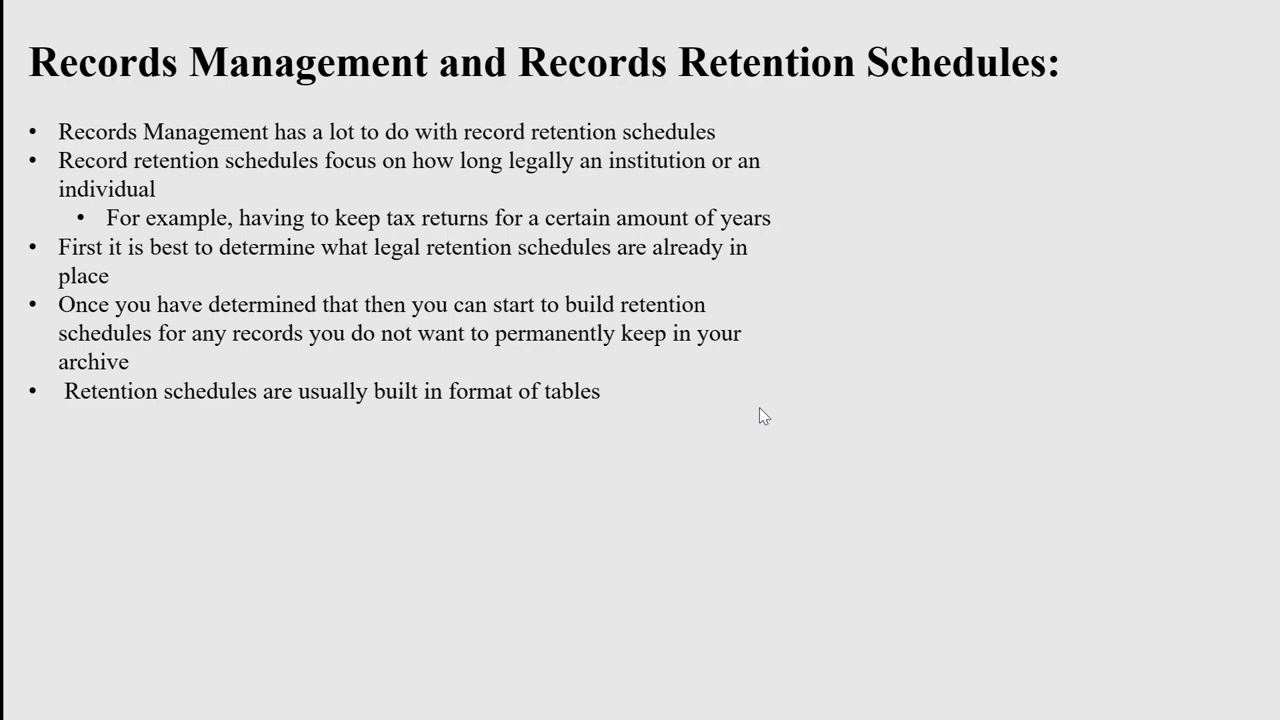 Records Management and Records Retention Schedules:
• Records Management has a lot to do with record retention schedules
• Record retention schedules focus on how long legally an institution or an
individual
• For example, having to keep tax returns for a certain amount of years
• First it is best to determine what legal retention schedules are already in
place
• Once you have determined that then you can start to build retention
schedules for any records you do not want to permanently keep in your
archive
• Retention schedules are usually built in format of tables